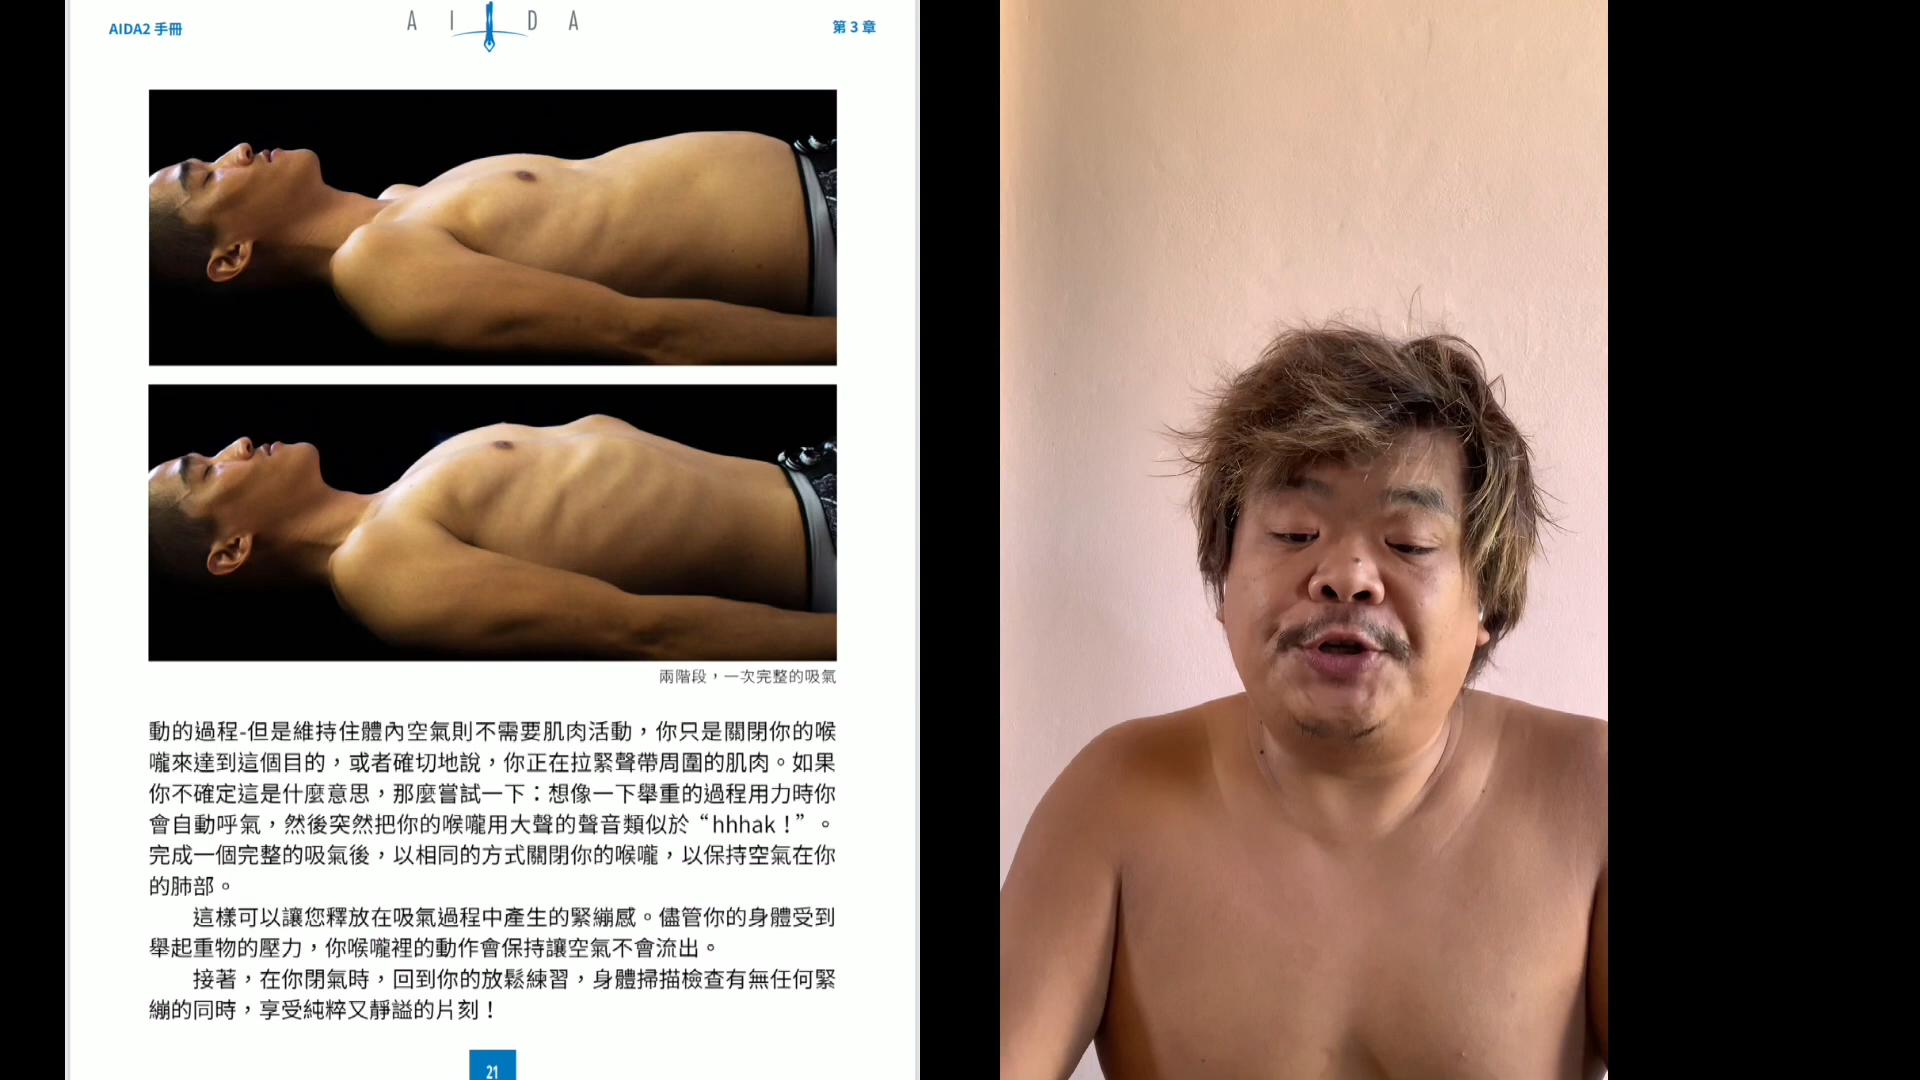 AIDA2 手冊
A I D A
第 3 章
兩階段，一次完整的吸氣
動的過程-但是維持住體內空氣則不需要肌肉活動，你只是關閉你的喉
嚨來達到這個目的，或者確切地說，你正在拉緊聲帶周圍的肌肉。如果
你不確定這是什麼意思，那麼嘗試一下：想像一下舉重的過程用力時你
會自動呼氣，然後突然把你的喉嚨用大聲的聲音類似於“hhhak！”。
完成一個完整的吸氣後，以相同的方式關閉你的喉嚨，以保持空氣在你
的肺部。
這樣可以讓您釋放在吸氣過程中產生的緊繃感。儘管你的身體受到
舉起重物的壓力，你喉嚨裡的動作會保持讓空氣不會流出。
接著，在你閉氣時，回到你的放鬆練習，身體掃描檢查有無任何緊
繃的同時，享受純粹又靜謐的片刻！
21